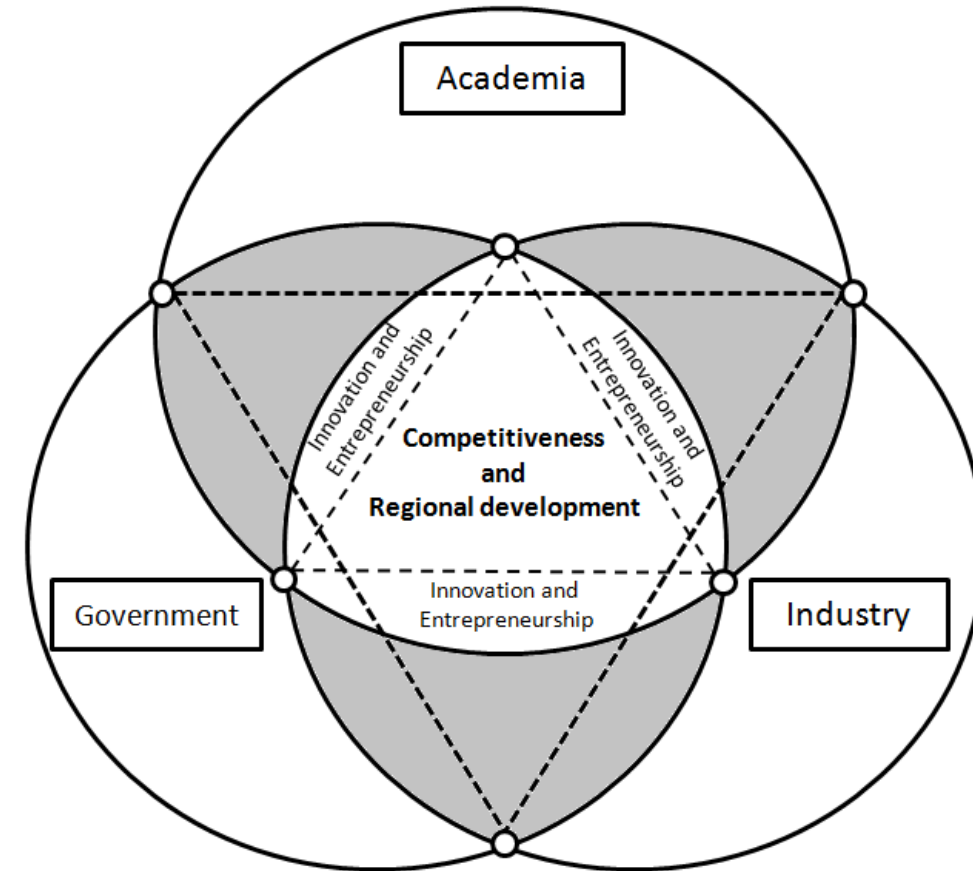 Academia
Innovation and
Entrepreneurship
Innovation and
Entrepreneurship
Competitiveness
and
Regional development
Innovation and
Entrepreneurship
Government
Industry